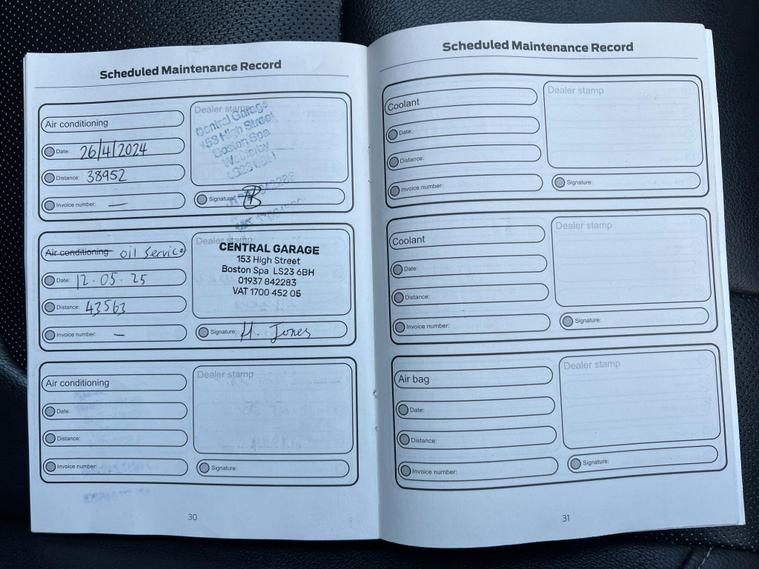 Scheduled Maintenance Record
Air conditioning
Date: 26/4/2024
Distance: 38952
Invoice number: —
Dealer stamp
Central Garage
153 High Street
Boston Spa
Wetherby
Signature:
Air conditioning oil Service
Date: 12.05.25
Distance: 43563
Invoice number: —
Dealer stamp
CENTRAL GARAGE
153 High Street
Boston Spa LS23 6BH
01937 842283
VAT 1700 452 05
Signature: H. Jones
Air conditioning
Date:
Distance:
Invoice number:
Dealer stamp
Signature:
30
Scheduled Maintenance Record
Coolant
Date:
Distance:
Invoice number:
Dealer stamp
Signature:
Coolant
Date:
Distance:
Invoice number:
Dealer stamp
Signature:
Air bag
Date:
Distance:
Invoice number:
Dealer stamp
Signature:
31